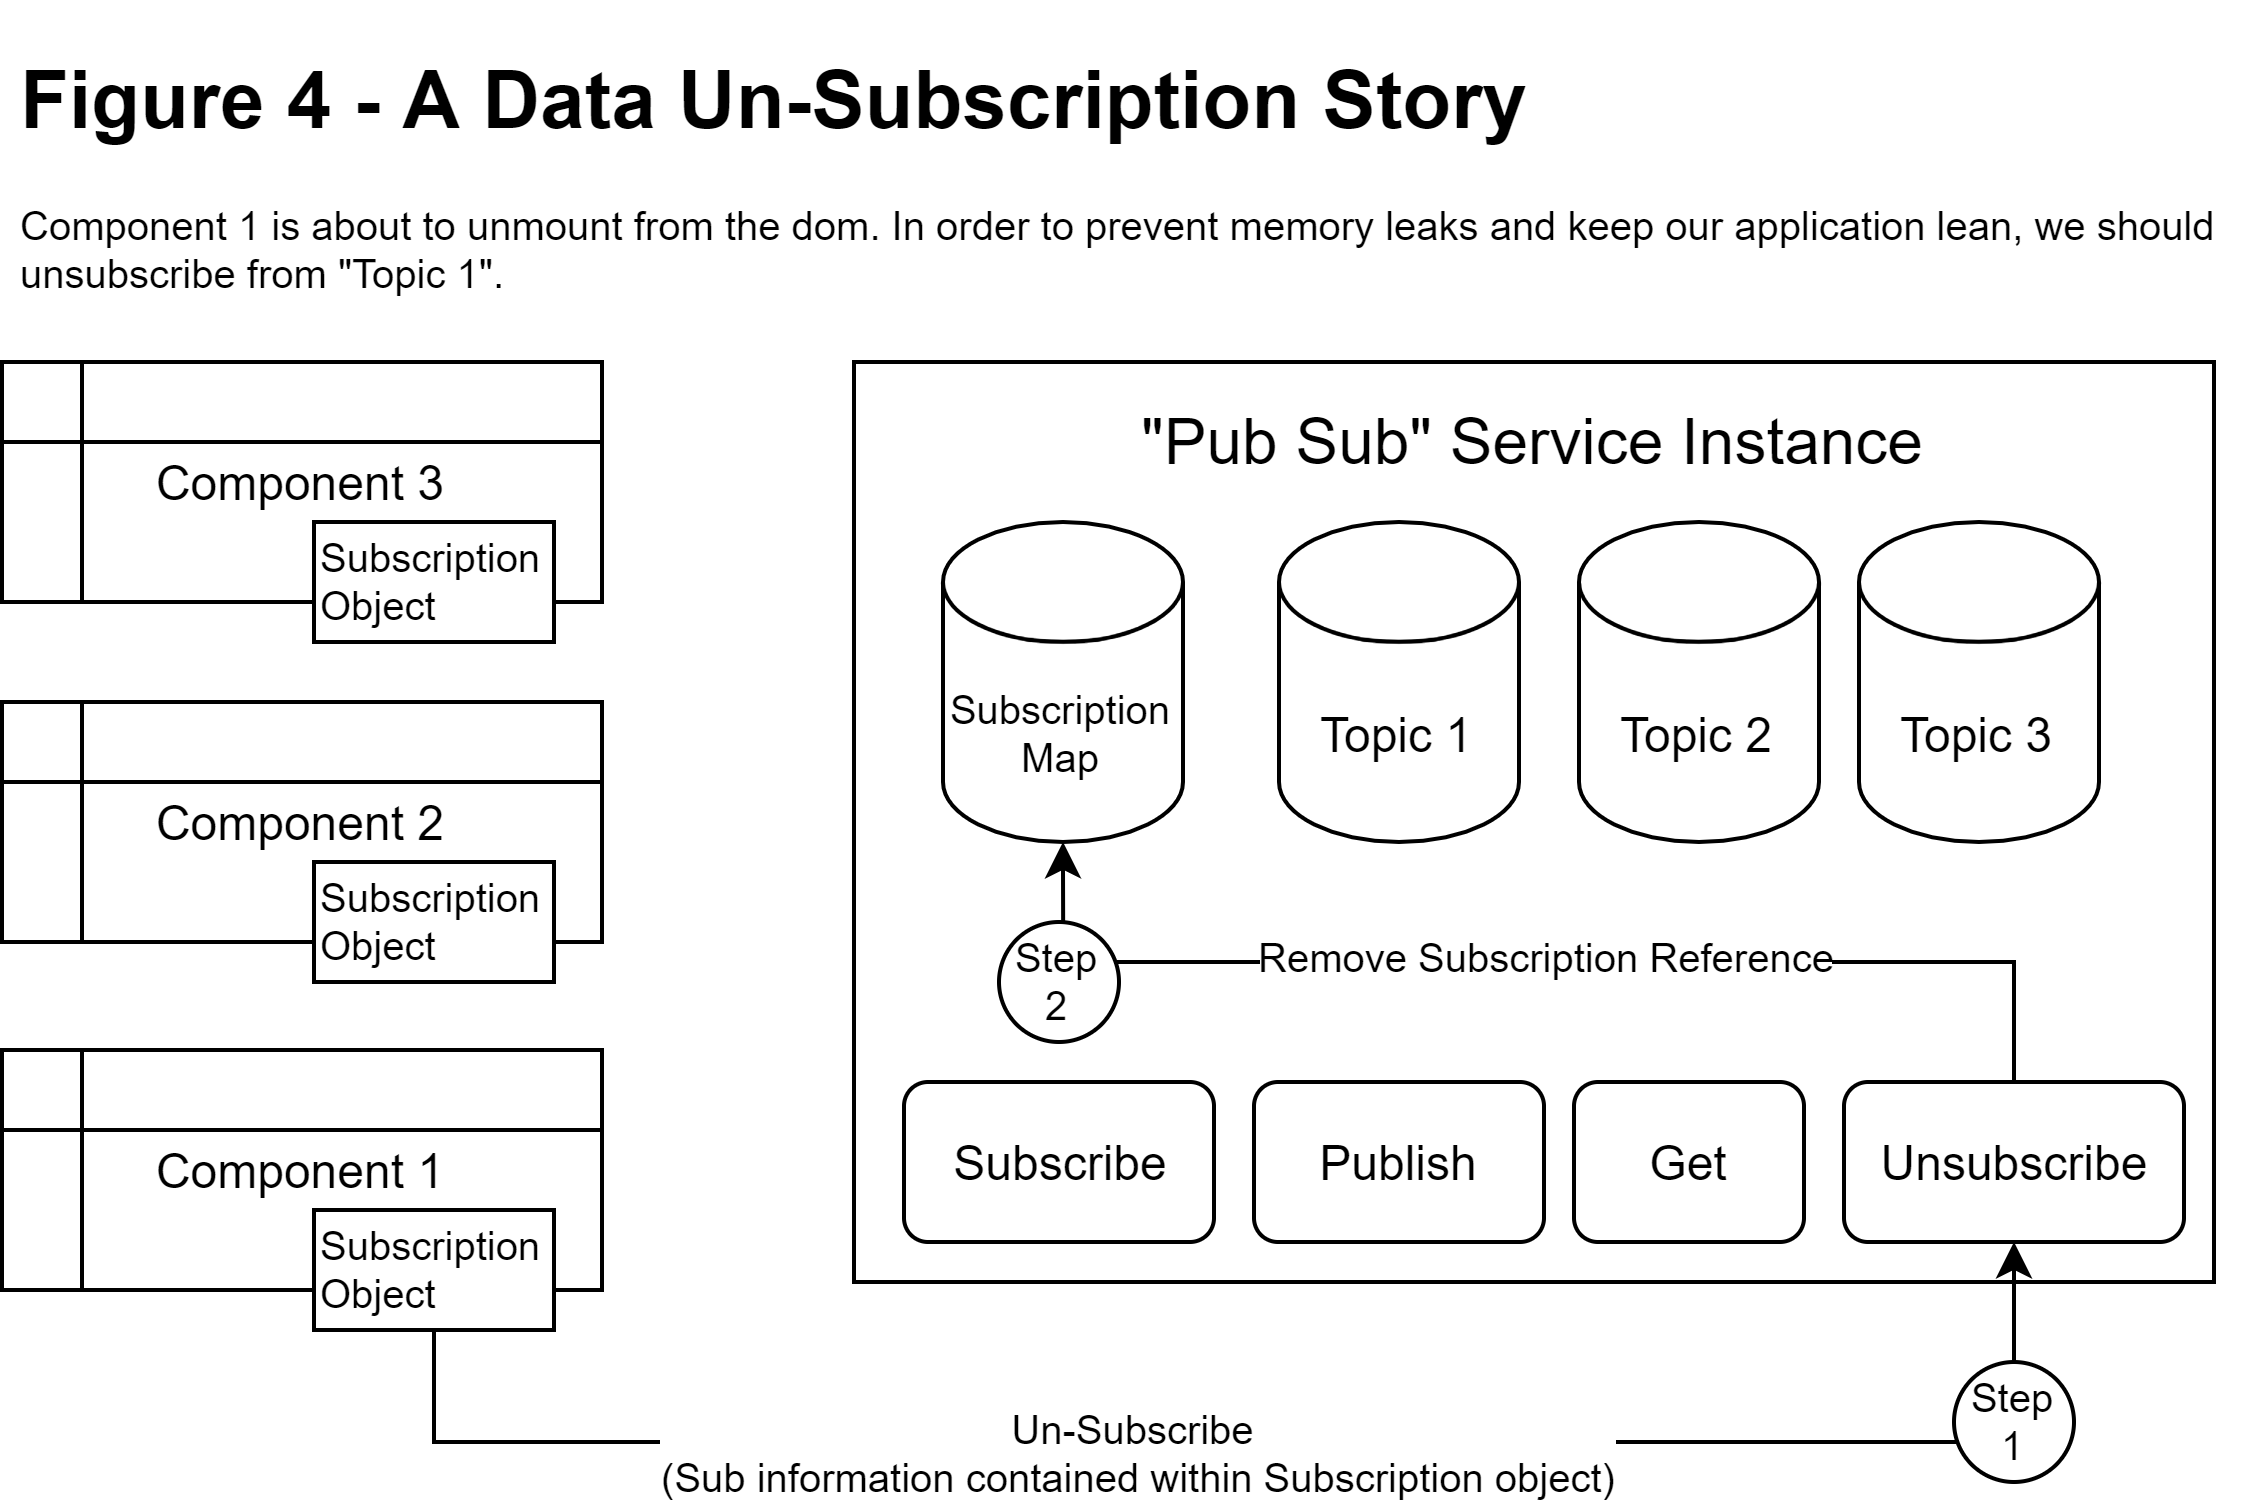 Figure 4 - A Data Un-Subscription Story
Component 1 is about to unmount from the dom. In order to prevent memory leaks and keep our application lean, we should
unsubscribe from "Topic 1".
Component 3
Subscription
Object
Component 2
Subscription
Object
Component 1
Subscription
Object
"Pub Sub" Service Instance
Subscription
Map
Topic 1
Topic 2
Topic 3
Step
2
Remove Subscription Reference
Subscribe
Publish
Get
Unsubscribe
Step
1
Un-Subscribe
(Sub information contained within Subscription object)